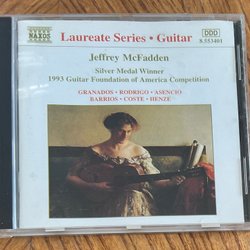 NAXOS
Laureate Series • Guitar
DDD
8.553401
Jeffrey McFadden
Silver Medal Winner
1993 Guitar Foundation of America Competition
GRANADOS • RODRIGO • ASENCIO
BARRIOS • COSTE • HENZE